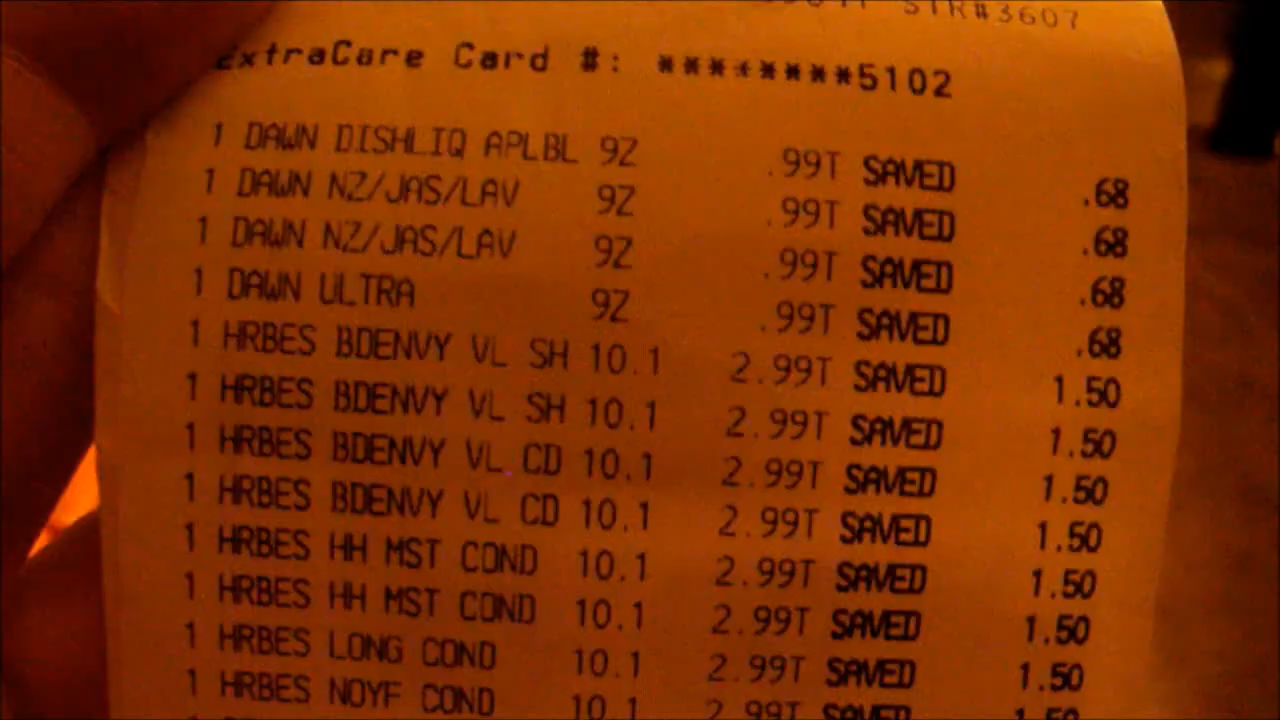 STR#3607
ExtraCare Card #: ********5102
1 DAWN DISHLIQ APLBL 9Z .99T SAVED .68
1 DAWN NZ/JAS/LAV 9Z .99T SAVED .68
1 DAWN NZ/JAS/LAV 9Z .99T SAVED .68
1 DAWN ULTRA 9Z .99T SAVED .68
1 HRBES BDENVY VL SH 10.1 2.99T SAVED 1.50
1 HRBES BDENVY VL SH 10.1 2.99T SAVED 1.50
1 HRBES BDENVY VL CD 10.1 2.99T SAVED 1.50
1 HRBES BDENVY VL CD 10.1 2.99T SAVED 1.50
1 HRBES HH MST COND 10.1 2.99T SAVED 1.50
1 HRBES HH MST COND 10.1 2.99T SAVED 1.50
1 HRBES LONG COND 10.1 2.99T SAVED 1.50
1 HRBES NOYF COND 10.1 2.99T SAVED 1.50